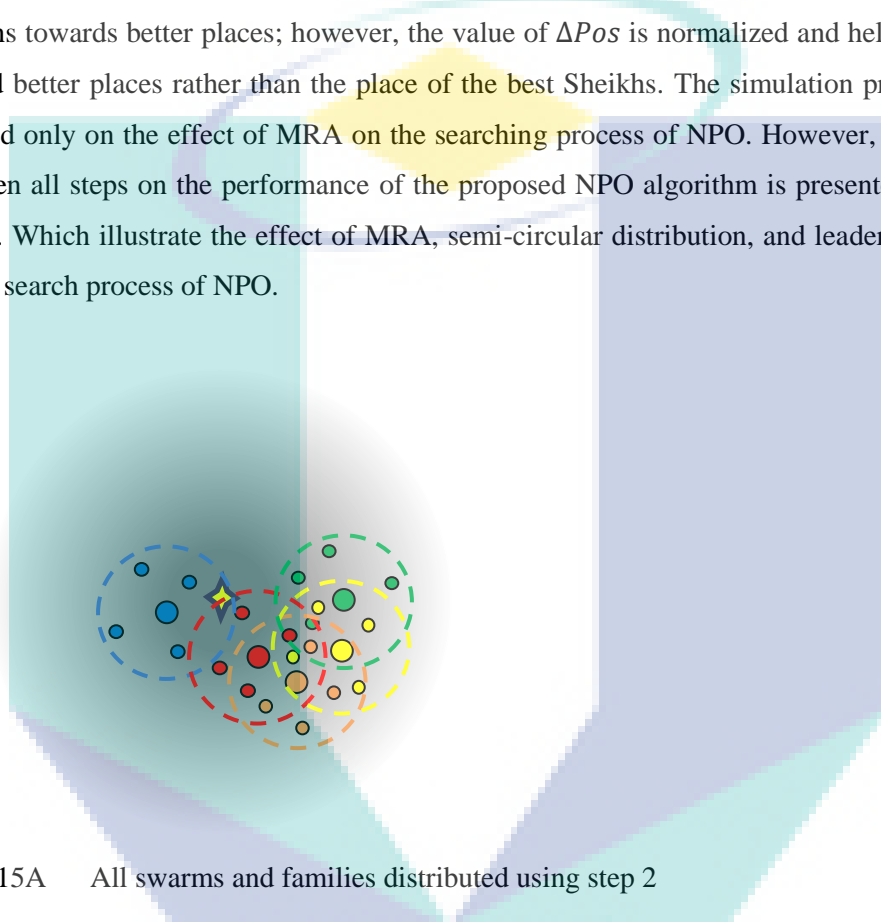 ns towards better places; however, the value of ΔPos is normalized and hel
d better places rather than the place of the best Sheikhs. The simulation pr
d only on the effect of MRA on the searching process of NPO. However,
en all steps on the performance of the proposed NPO algorithm is present
. Which illustrate the effect of MRA, semi-circular distribution, and leader
search process of NPO.
15A All swarms and families distributed using step 2